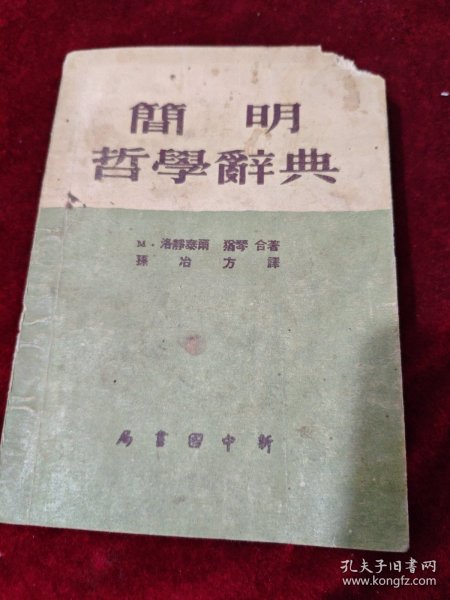 簡明
哲學辭典
M·洛靜泰爾 猶琴 合著
孫冶方 譯
局書國中新
孔夫子旧书网
www.kongfz.com